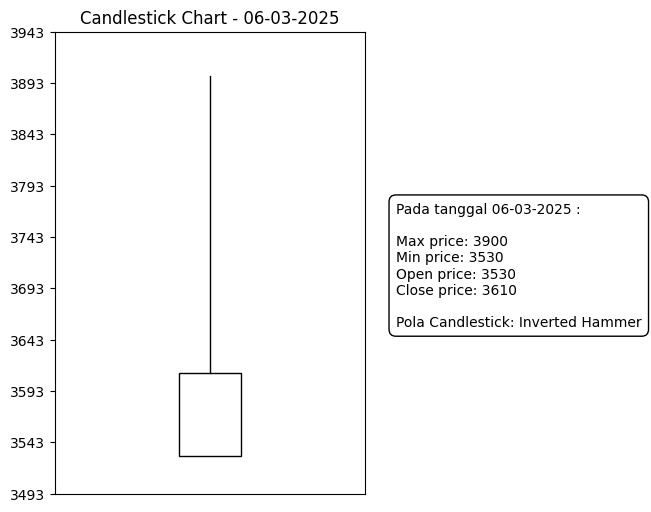 Candlestick Chart - 06-03-2025
3943
3893
3843
3793
3743
3693
3643
3593
3543
3493
Pada tanggal 06-03-2025 :
Max price: 3900
Min price: 3530
Open price: 3530
Close price: 3610
Pola Candlestick: Inverted Hammer